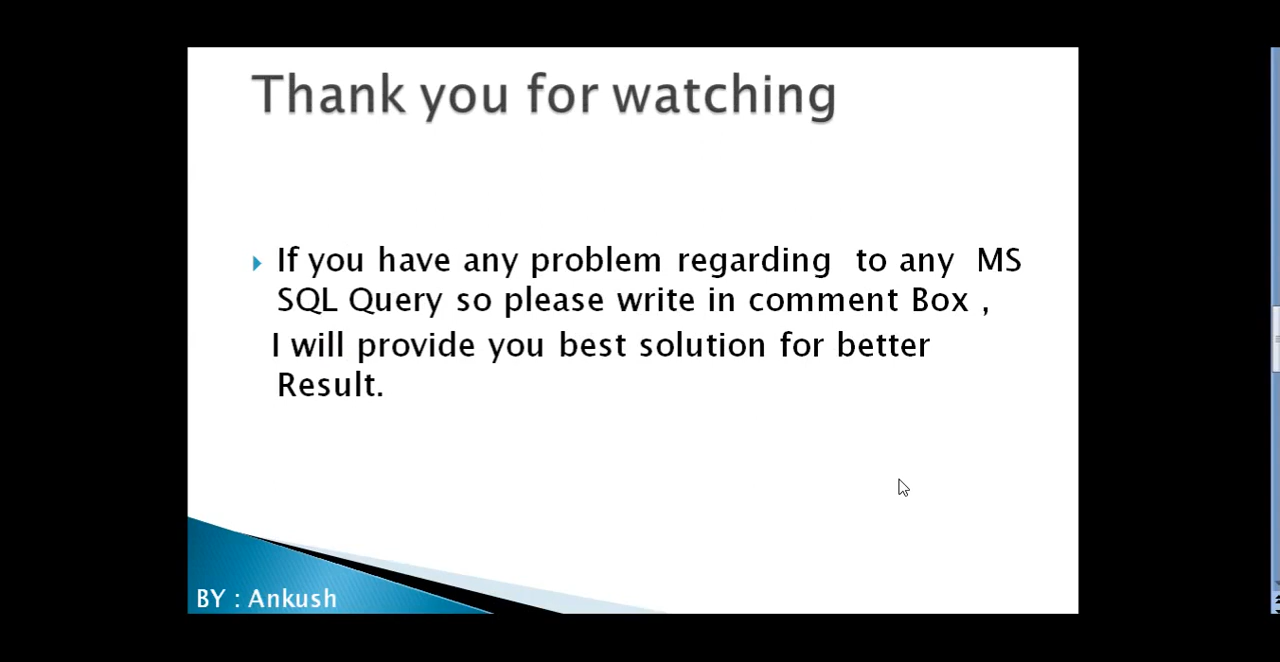 Thank you for watching
If you have any problem regarding to any MS
SQL Query so please write in comment Box ,
I will provide you best solution for better
Result.
BY : Ankush